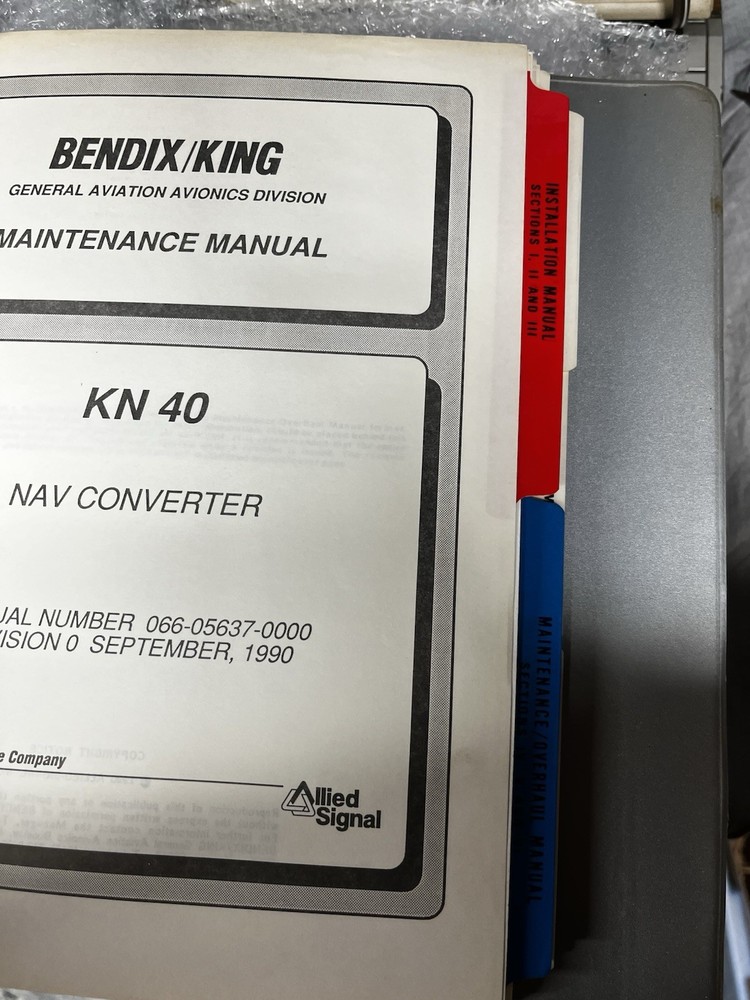 BENDIX/KING
GENERAL AVIATION AVIONICS DIVISION
MAINTENANCE MANUAL
KN 40
NAV CONVERTER
UAL NUMBER 066-05637-0000
VISION 0 SEPTEMBER, 1990
e Company
Allied
Signal
INSTALLATION MANUAL
SECTIONS I, II AND III
MAINTENANCE/OVERHAUL MANUAL
SECTIONS